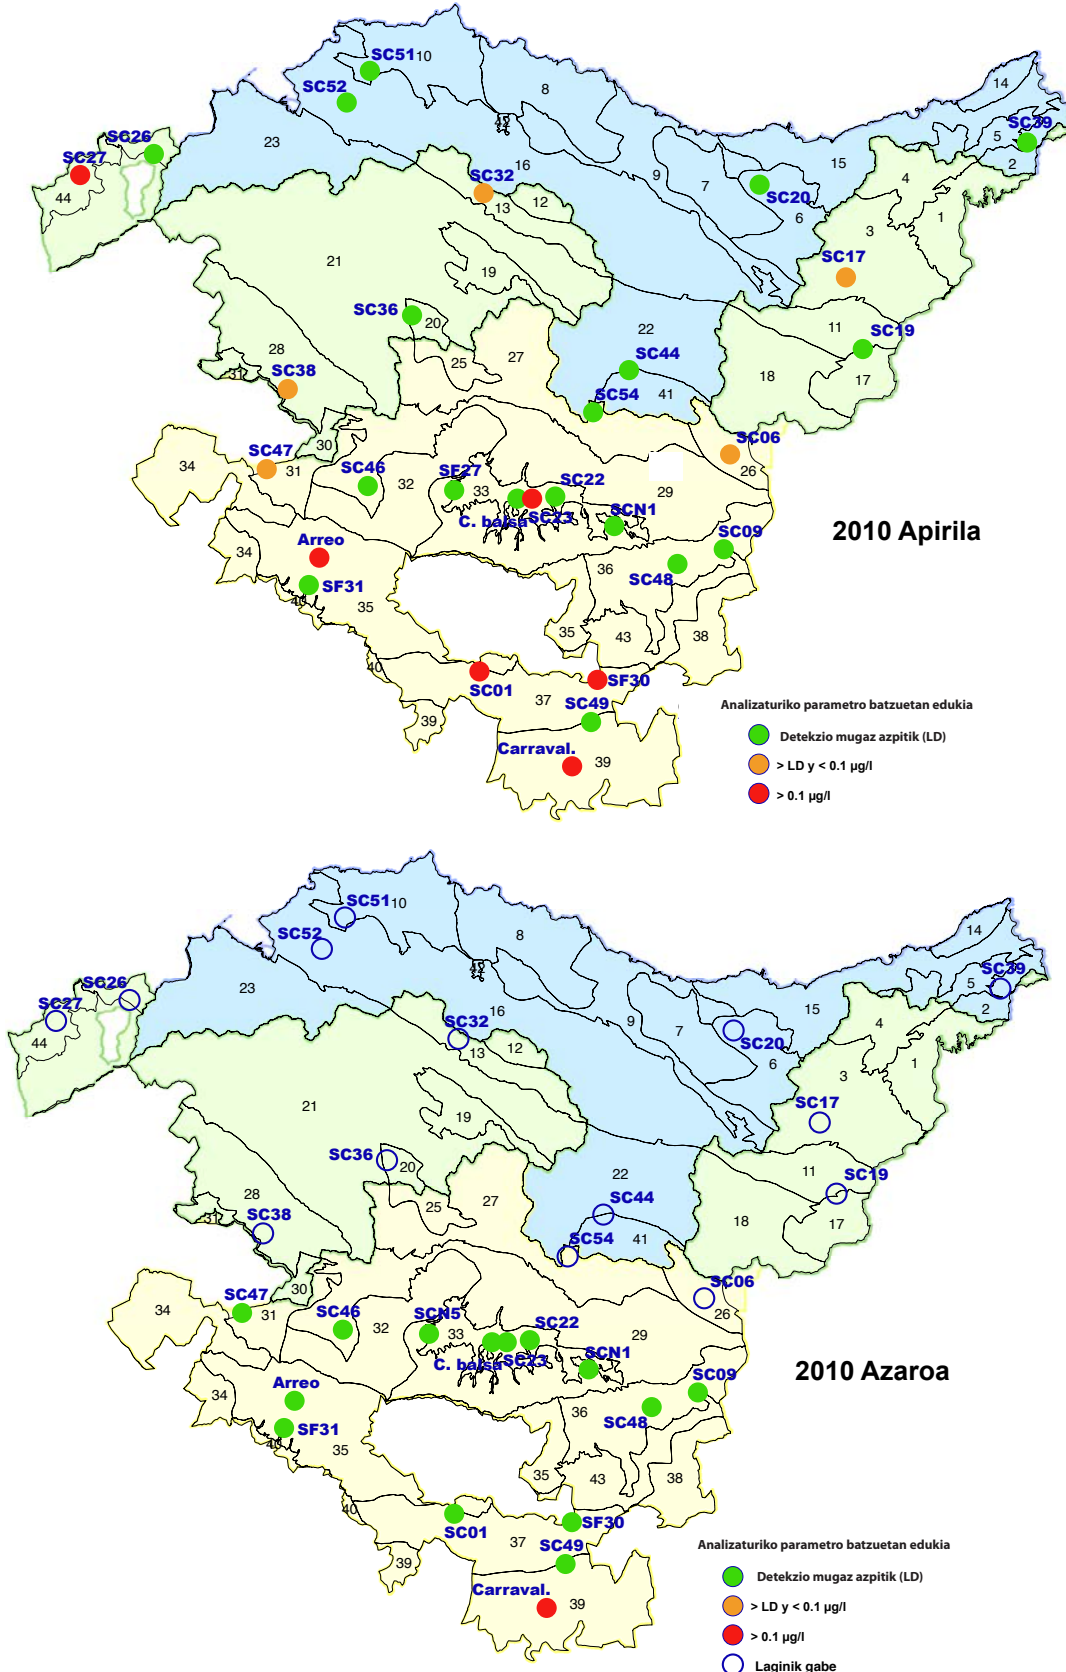 SC51
10
SC52
8
14
42
SC39
SC26
23
5
SC27
16
15
2
9
7
4
44
SC32
SC20
12
13
6
1
3
21
19
SC17
SC36
20
11
22
SC19
27
28
25
SC44
31
SC38
18
17
41
SC54
30
SC06
SC47
34
31
SC46
SF27
26
32
33
SC22
29
C. balsa
SC23
SCN1
2010 Apirila
SC09
Arreo
34
36
SC48
SF31
40
35
35
43
38
40
SC01
SF30
37
SC49
39
Carraval.
39
Analizaturiko parametro batzuetan edukia
Detekzio mugaz azpitik (LD)
> LD y < 0.1 µg/l
> 0.1 µg/l
SC51
10
SC52
8
14
42
SC39
SC26
23
5
SC27
16
15
2
9
7
4
44
SC32
SC20
12
13
6
1
3
21
19
SC17
SC36
20
11
22
SC19
27
28
25
SC44
31
SC38
18
17
41
SC54
30
SC06
SC47
34
31
SC46
SCN5
26
32
33
SC22
29
C. balsa
SC23
SCN1
2010 Azaroa
SC09
Arreo
34
36
SC48
SF31
40
35
35
43
38
40
SC01
SF30
37
SC49
39
Carraval.
39
Analizaturiko parametro batzuetan edukia
Detekzio mugaz azpitik (LD)
> LD y < 0.1 µg/l
> 0.1 µg/l
Laginik gabe